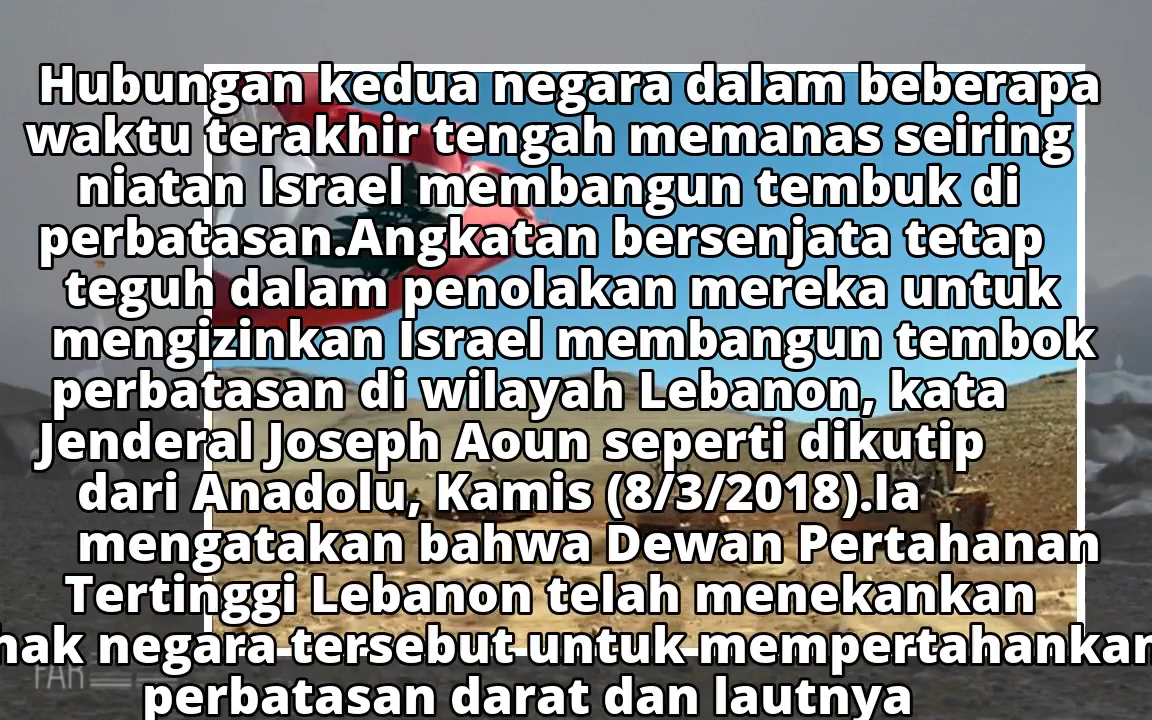 Hubungan kedua negara dalam beberapa
waktu terakhir tengah memanas seiring
niatan Israel membangun tembuk di
perbatasan.Angkatan bersenjata tetap
teguh dalam penolakan mereka untuk
mengizinkan Israel membangun tembok
perbatasan di wilayah Lebanon, kata
Jenderal Joseph Aoun seperti dikutip
dari Anadolu, Kamis (8/3/2018).Ia
mengatakan bahwa Dewan Pertahanan
Tertinggi Lebanon telah menekankan
hak negara tersebut untuk mempertahankan
perbatasan darat dan lautnya